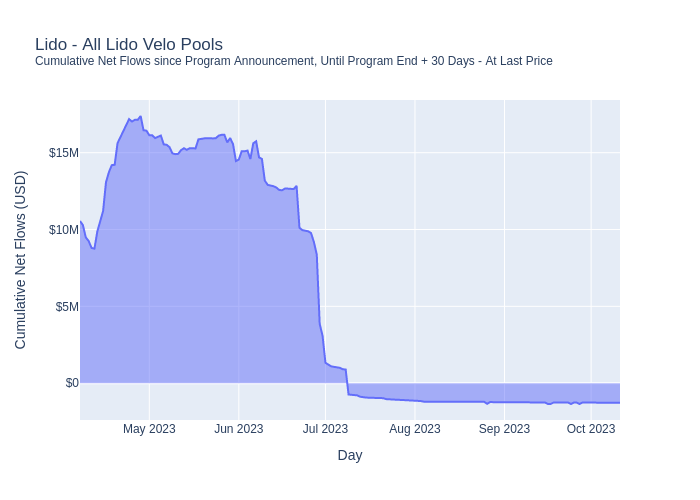 Lido - All Lido Velo Pools
Cumulative Net Flows since Program Announcement, Until Program End + 30 Days - At Last Price
Cumulative Net Flows (USD)
$15M
$10M
$5M
$0
May 2023
Jun 2023
Jul 2023
Aug 2023
Sep 2023
Oct 2023
Day